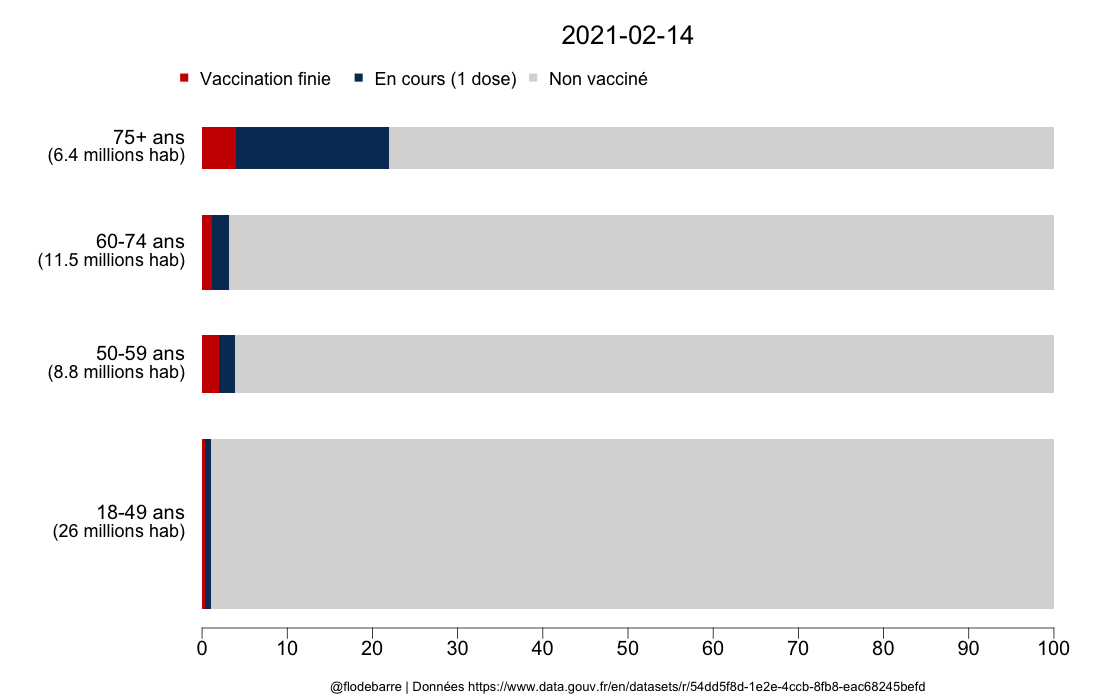 2021-02-14
Vaccination finie En cours (1 dose) Non vacciné
75+ ans
(6.4 millions hab)
60-74 ans
(11.5 millions hab)
50-59 ans
(8.8 millions hab)
18-49 ans
(26 millions hab)
0 10 20 30 40 50 60 70 80 90 100
@flodebarre | Données https://www.data.gouv.fr/en/datasets/r/54dd5f8d-1e2e-4ccb-8fb8-eac68245befd